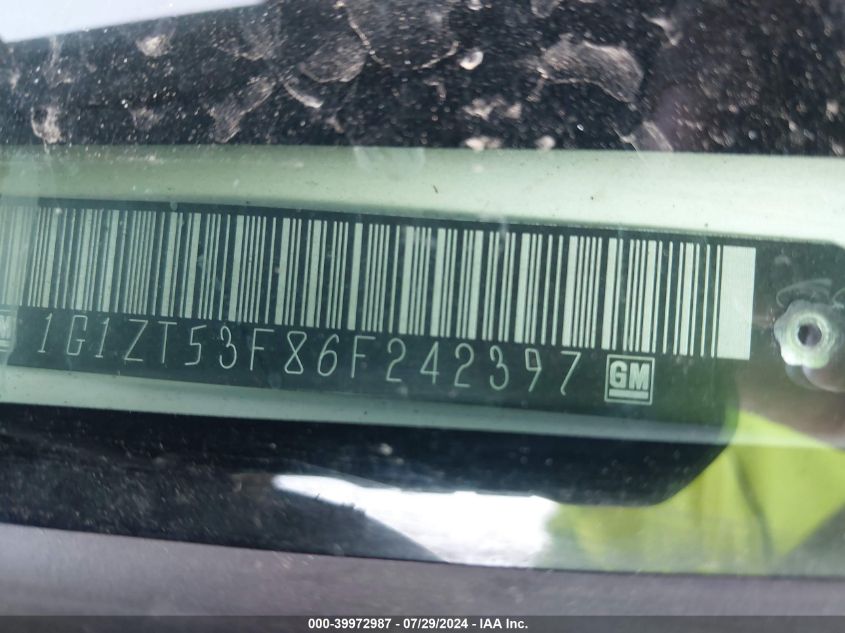 M 1G1ZT53F86F242397 GM
000-39972987 / 07/29/2024 - IAA Inc.